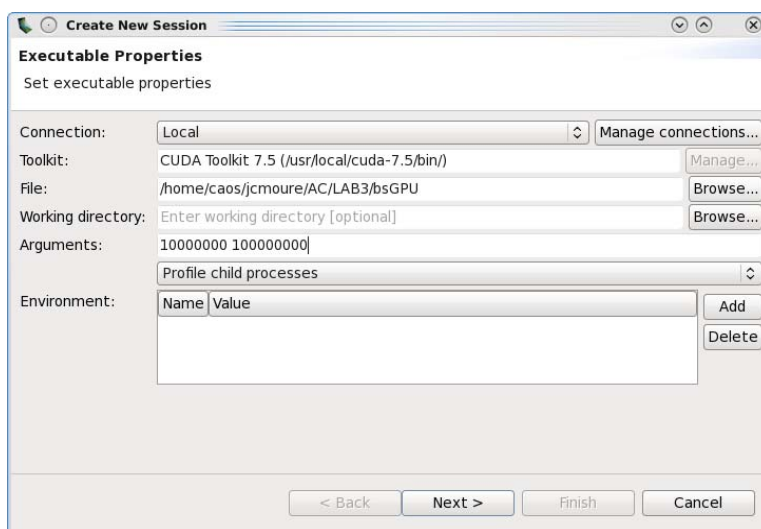 Create New Session
Executable Properties
Set executable properties
Connection: Local Manage connections...
Toolkit: CUDA Toolkit 7.5 (/usr/local/cuda-7.5/bin/) Manage...
File: /home/caos/jcmoure/AC/LAB3/bsGPU Browse...
Working directory: Enter working directory [optional] Browse...
Arguments: 10000000 100000000
Profile child processes
Environment: Name Value Add
Delete
< Back Next > Finish Cancel